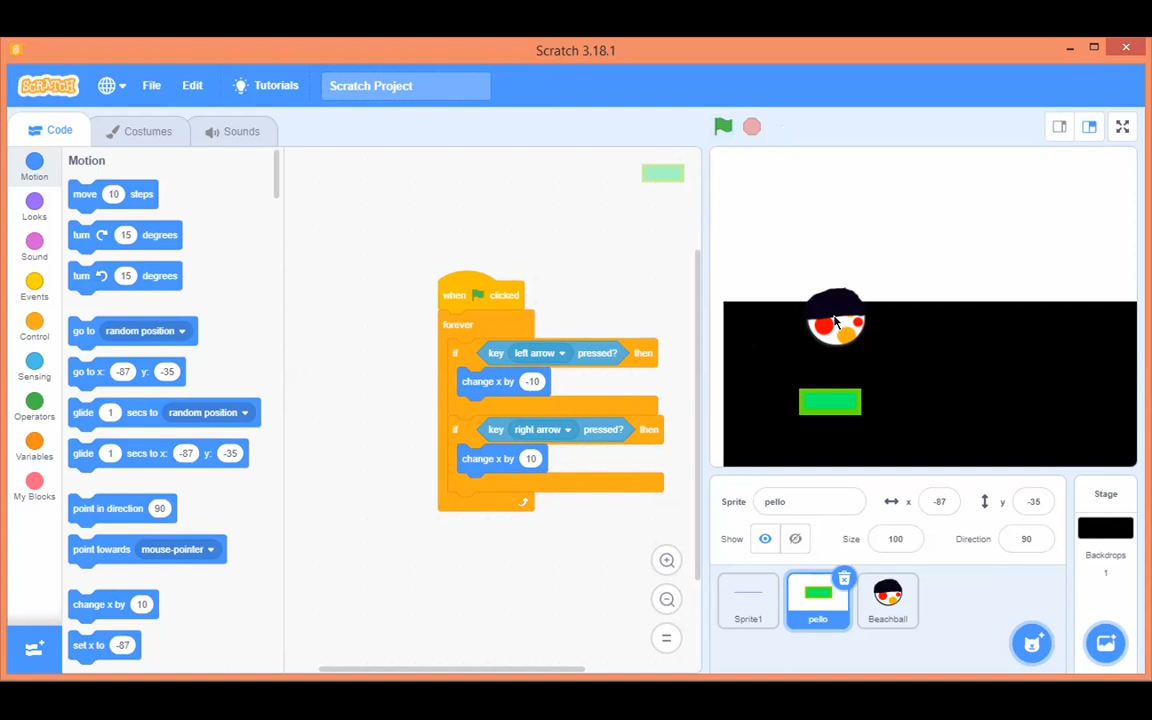 Scratch 3.18.1
SCRATCH File Edit Tutorials Scratch Project
Code Costumes Sounds
Motion
Looks
Sound
Events
Control
Sensing
Operators
Variables
My Blocks
Motion
move 10 steps
turn 15 degrees
turn 15 degrees
go to random position
go to x: -87 y: -35
glide 1 secs to random position
glide 1 secs to x: -87 y: -35
point in direction 90
point towards mouse-pointer
change x by 10
set x to -87
when clicked
forever
if key left arrow pressed? then
change x by -10
if key right arrow pressed? then
change x by 10
Sprite pello x -87 y -35
Show Size 100 Direction 90
Sprite1 pello Beachball
Stage
Backdrops
1